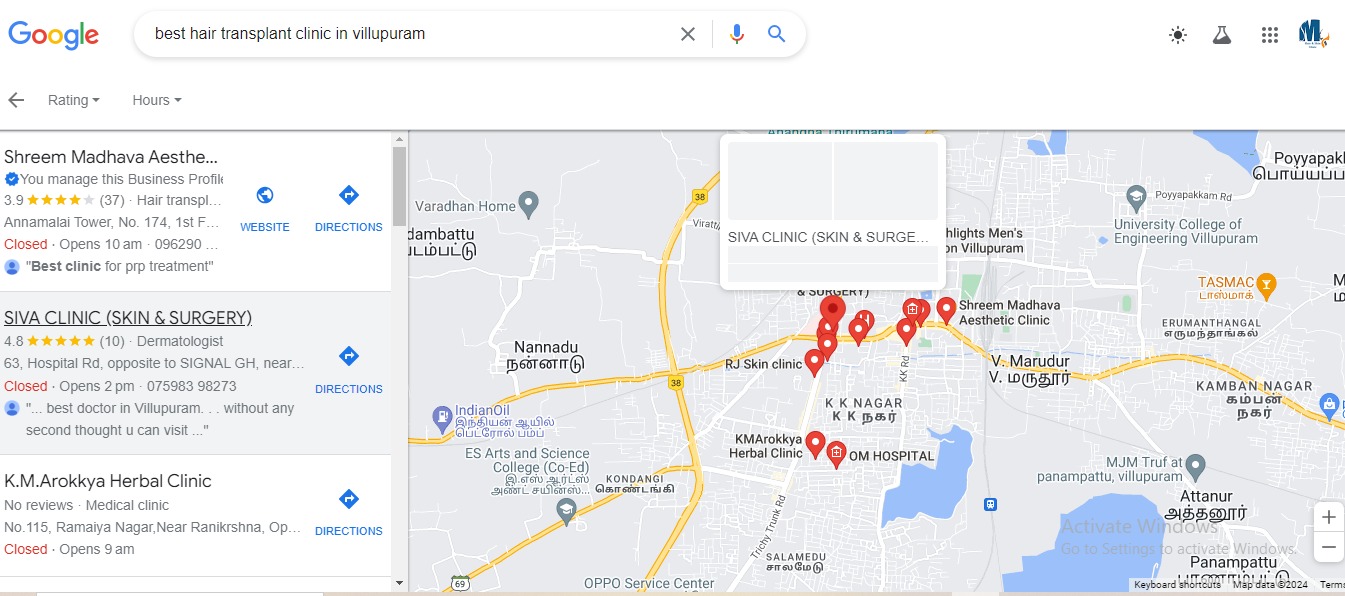 Google
best hair transplant clinic in villupuram
Rating
Hours
Shreem Madhava Aesthe...
You manage this Business Profile
3.9 (37) · Hair transpl...
Annamalai Tower, No. 174, 1st F...
Closed · Opens 10 am · 096290 ...
"Best clinic for prp treatment"
WEBSITE
DIRECTIONS
SIVA CLINIC (SKIN & SURGERY)
4.8 (10) · Dermatologist
63, Hospital Rd, opposite to SIGNAL GH, near...
Closed · Opens 2 pm · 075983 98273
"... best doctor in Villupuram. . . without any
second thought u can visit ..."
DIRECTIONS
K.M.Arokkya Herbal Clinic
No reviews · Medical clinic
No.115, Ramaiya Nagar,Near Ranikrshna, Op...
Closed · Opens 9 am
DIRECTIONS
Anandha Thirumana
Poyyapakk
பொய்யப்ப
38
Varadhan Home
Poyyapakkam Rd
Viratti
University College of
Engineering Villupuram
SIVA CLINIC (SKIN & SURGE...
hlights Men's
on Villupuram
dambattu
டம்பட்டு
& SURGERY)
TASMAC
டாஸ்மாக்
Shreem Madhava
Aesthetic Clinic
ERUMANTHANGAL
எருமந்தாங்கல்
Nannadu
நன்னாடு
RJ Skin clinic
KK Rd
V. Marudur
V. மருதூர்
38
KAMBAN NAGAR
கம்பன்
நகர்
K K NAGAR
K K நகர்
IndianOil
இந்தியன் ஆயில்
பெட்ரோல் பம்ப்
KMArokkya
Herbal Clinic
OM HOSPITAL
ES Arts and Science
College (Co-Ed)
இ.எஸ் ஆர்ட்ஸ்
அண்ட் சயின்ஸ்...
KONDANGI
கொண்டங்கி
MJM Truf at
panampattu, villupuram
Attanur
அத்தனூர்
Trichy Trunk Rd
Activate Windows
Go to Settings to activate Windows.
SALAMEDU
சாலமேடு
Panampattu
பாணாம்பட்டு
69
OPPO Service Center
Keyboard shortcuts
Map data ©2024
Terms